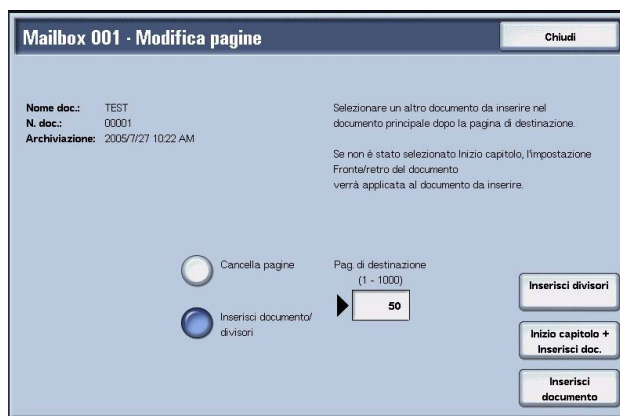 Mailbox 001 - Modifica pagine
Chiudi
Nome doc.: TEST
N. doc.: 00001
Archiviazione: 2005/7/27 10:22 AM
Selezionare un altro documento da inserire nel
documento principale dopo la pagina di destinazione.
Se non è stato selezionato Inizio capitolo, l'impostazione
Fronte/retro del documento
verrà applicata al documento da inserire.
Cancella pagine
Inserisci documento/
divisori
Pag. di destinazione
(1 - 1000)
50
Inserisci divisori
Inizio capitolo +
Inserisci doc.
Inserisci
documento